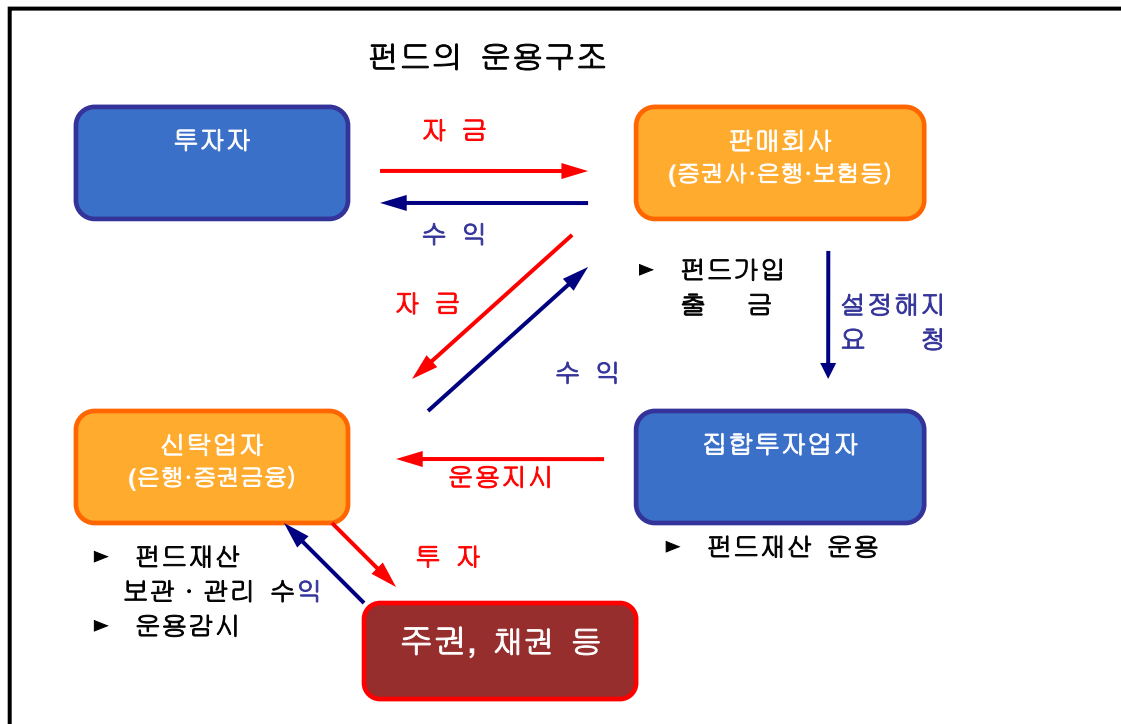 펀드의 운용구조
투자자
자 금
판매회사
(증권사·은행·보험등)
수 익
► 펀드가입
출 금
자 금
설정해지
요 청
수 익
신탁업자
(은행·증권금융)
집합투자업자
운용지시
► 펀드재산
보관·관리 수익
► 운용감시
투 자
► 펀드재산 운용
주권, 채권 등